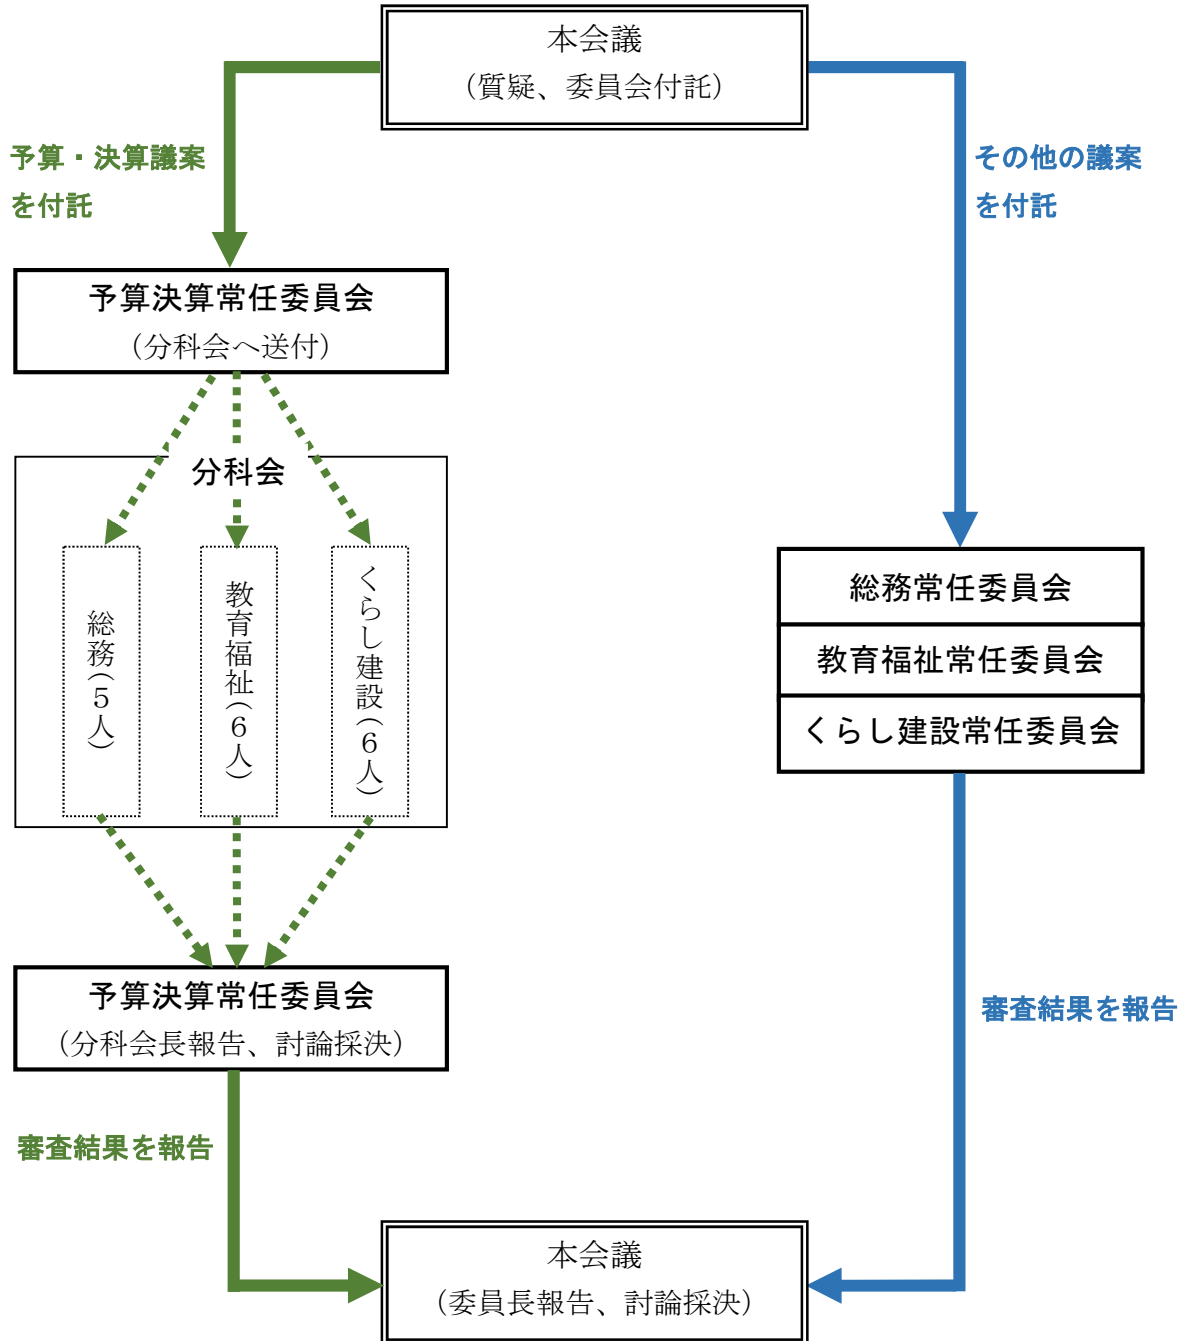 本会議
（質疑、委員会付託）
予算・決算議案
を付託
その他の議案
を付託
予算決算常任委員会
（分科会へ送付）
分科会
総務（５人）
教育福祉（６人）
くらし建設（６人）
総務常任委員会
教育福祉常任委員会
くらし建設常任委員会
予算決算常任委員会
（分科会長報告、討論採決）
審査結果を報告
審査結果を報告
本会議
（委員長報告、討論採決）